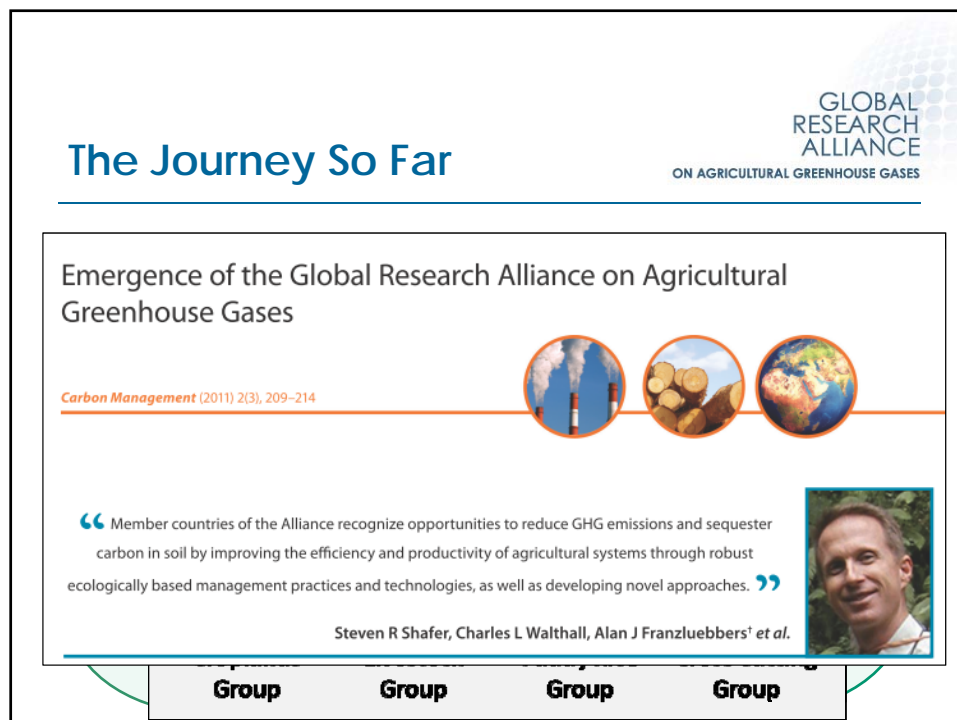 GLOBAL
RESEARCH
ALLIANCE
ON AGRICULTURAL GREENHOUSE GASES
The Journey So Far
Emergence of the Global Research Alliance on Agricultural
Greenhouse Gases
Carbon Management (2011) 2(3), 209–214
“ Member countries of the Alliance recognize opportunities to reduce GHG emissions and sequester
carbon in soil by improving the efficiency and productivity of agricultural systems through robust
ecologically based management practices and technologies, as well as developing novel approaches. ”
Steven R Shafer, Charles L Walthall, Alan J Franzluebbers† et al.
Group Group Group Group